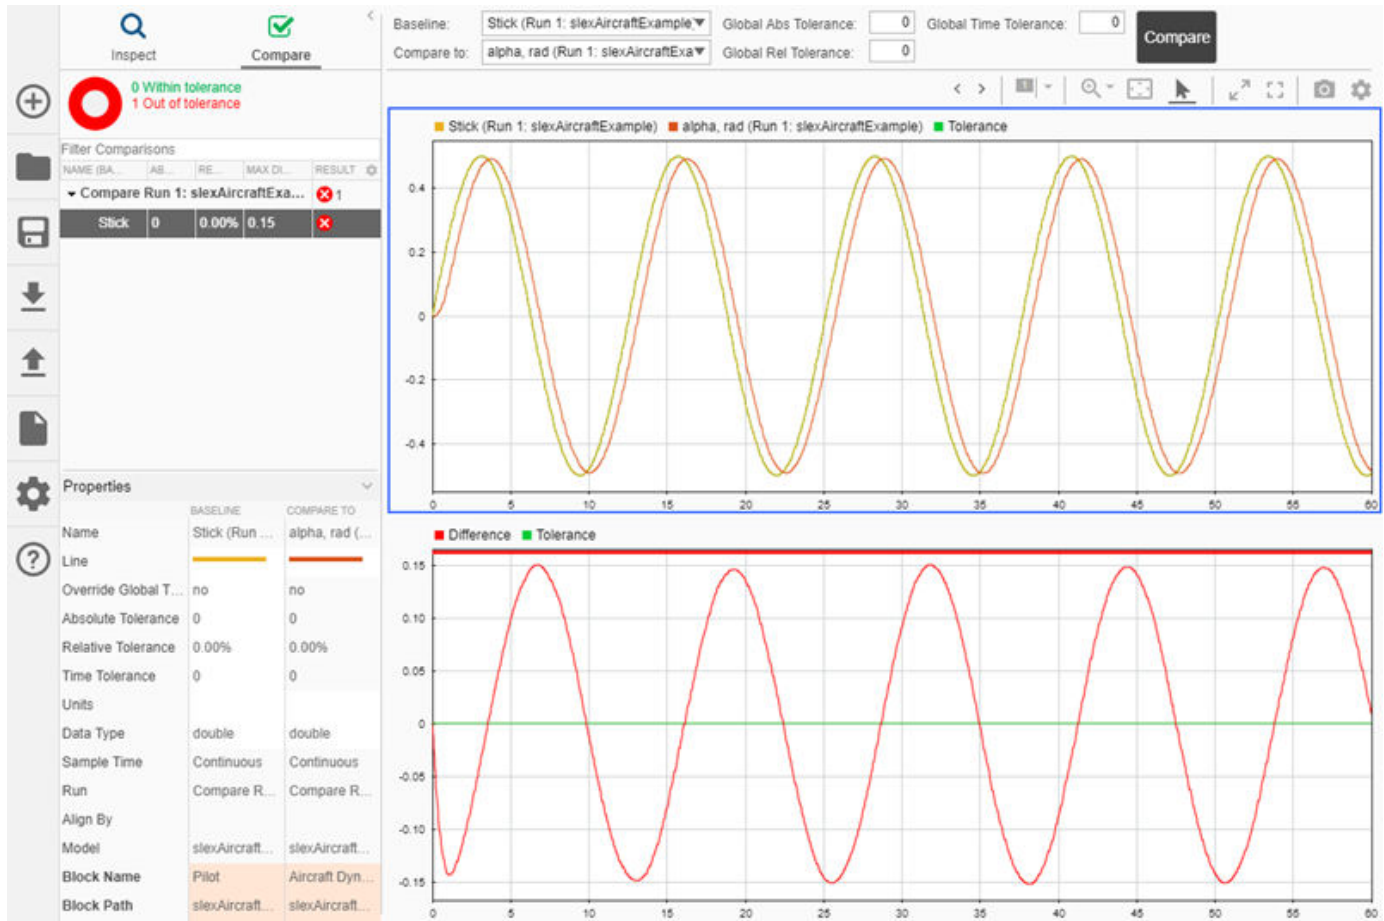 Inspect
Compare
Baseline:
Stick (Run 1: slexAircraftExample)
Global Abs Tolerance:
0
Global Time Tolerance:
0
Compare to:
alpha, rad (Run 1: slexAircraftExa
Global Rel Tolerance:
0
Compare
0 Within tolerance
1 Out of tolerance
Filter Comparisons
NAME (BA... AB... RE... MAX DI... RESULT
Compare Run 1: slexAircraftExa... 1
Stick 0 0.00% 0.15
Stick (Run 1: slexAircraftExample) alpha, rad (Run 1: slexAircraftExample) Tolerance
0.4
0.2
0
-0.2
-0.4
0 5 10 15 20 25 30 35 40 45 50 55 60
Properties
BASELINE COMPARE TO
Name Stick (Run ... alpha, rad (...
Line
Override Global T... no no
Absolute Tolerance 0 0
Relative Tolerance 0.00% 0.00%
Time Tolerance 0 0
Units
Data Type double double
Sample Time Continuous Continuous
Run Compare R... Compare R...
Align By
Model slexAircraft... slexAircraft...
Block Name Pilot Aircraft Dyn...
Block Path slexAircraft... slexAircraft...
Difference Tolerance
0.15
0.10
0.05
0
-0.05
-0.10
-0.15
0 5 10 15 20 25 30 35 40 45 50 55 60